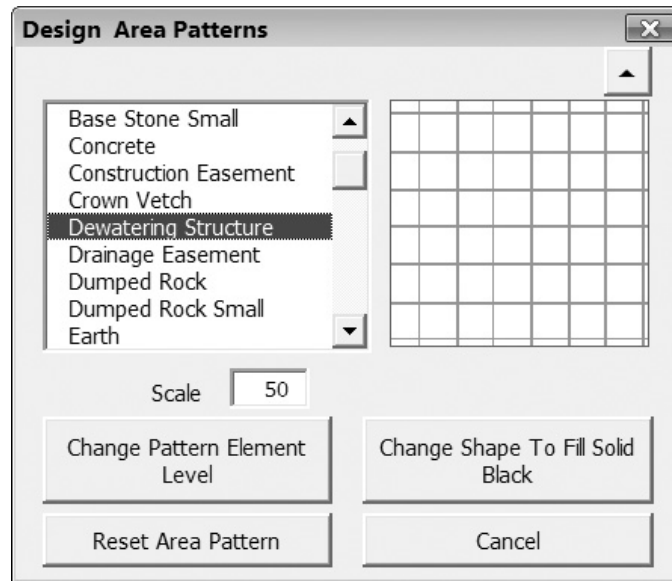 Design Area Patterns
Base Stone Small
Concrete
Construction Easement
Crown Vetch
Dewatering Structure
Drainage Easement
Dumped Rock
Dumped Rock Small
Earth
Scale 50
Change Pattern Element
Level
Change Shape To Fill Solid
Black
Reset Area Pattern
Cancel